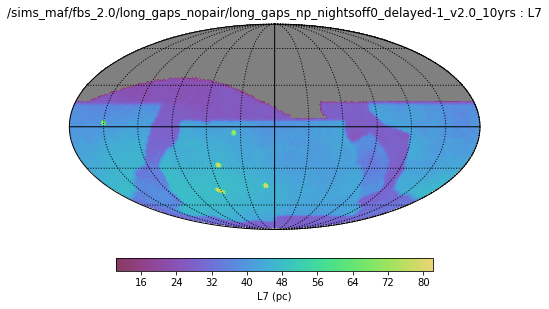 /sims_maf/fbs_2.0/long_gaps_nopair/long_gaps_np_nightsoff0_delayed-1_v2.0_10yrs : L7
16 24 32 40 48 56 64 72 80
L7 (pc)